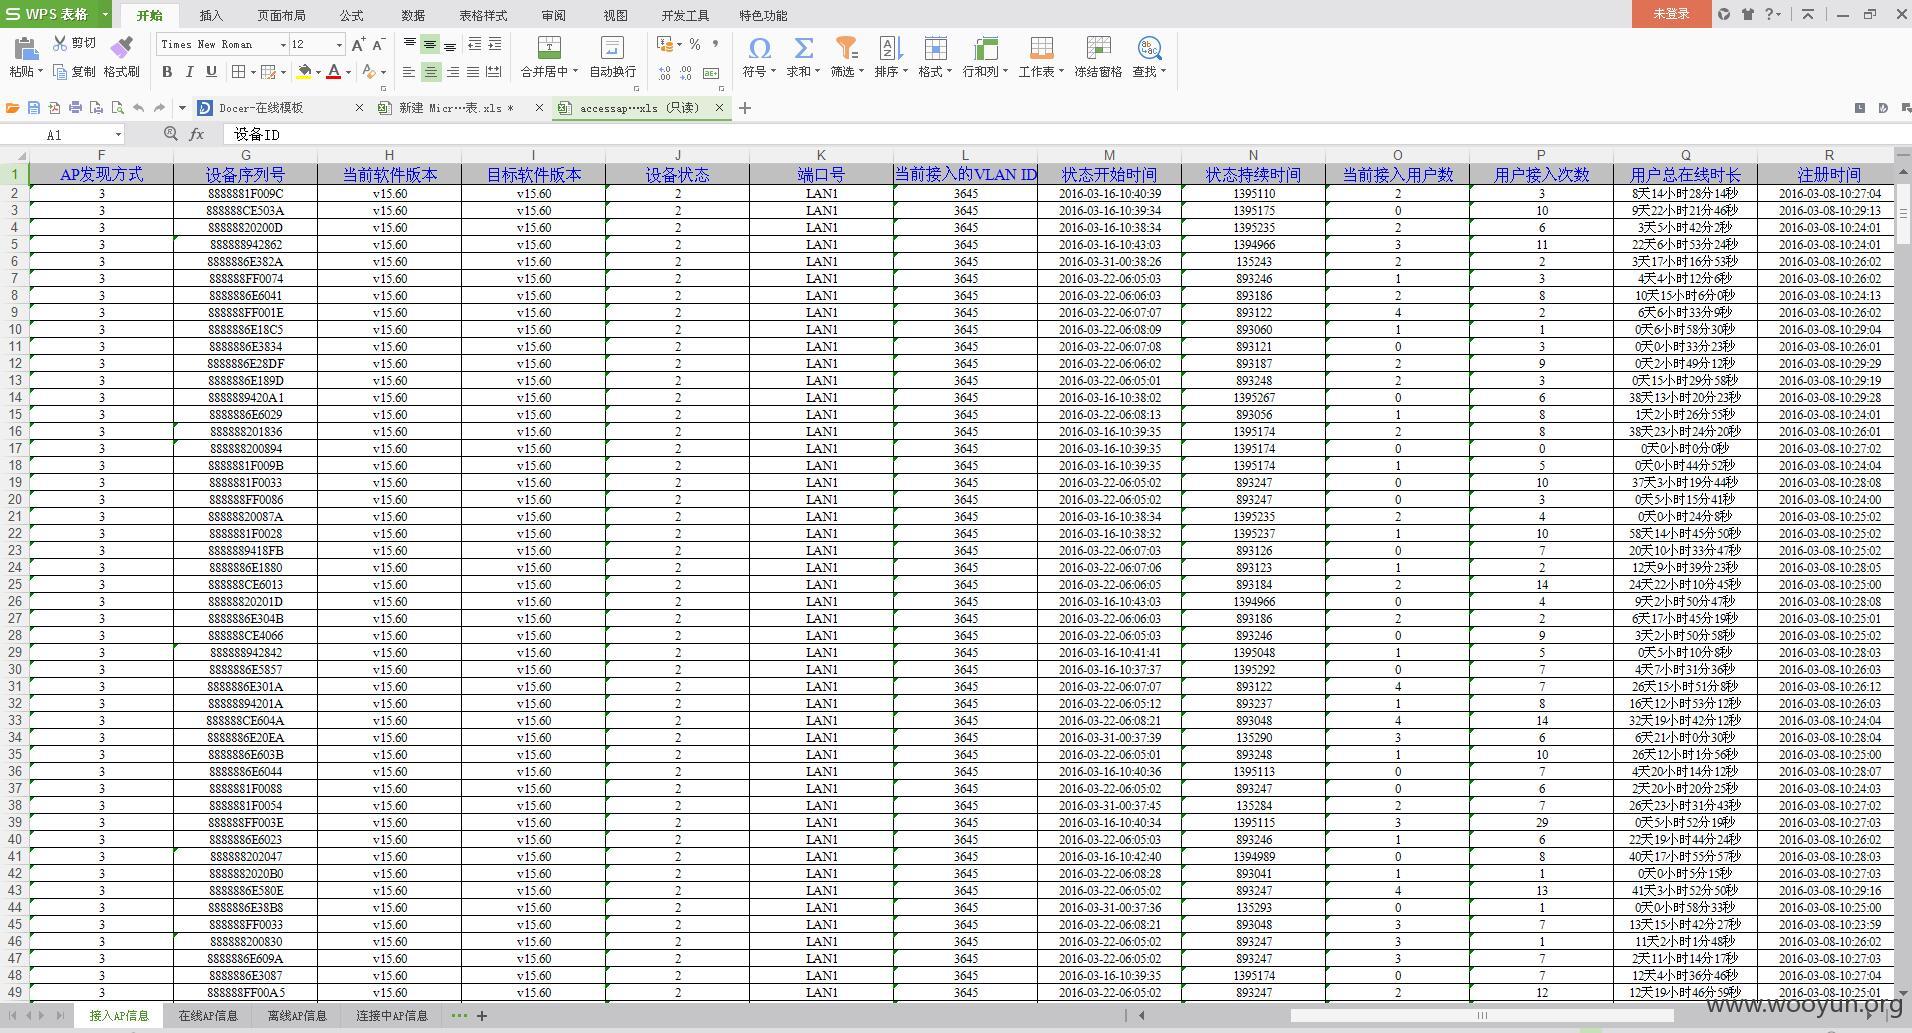 WPS 表格 开始 插入 页面布局 公式 数据 表格样式 审阅 视图 开发工具 特色功能 未登录
剪切 Times New Roman 12
粘贴 复制 格式刷 B I U 合并居中 自动换行 符号 求和 筛选 排序 格式 行和列 工作表 冻结窗格 查找
Docer-在线模板 新建 Micr…表.xls * accessap…xls (只读)
A1 fx 设备ID
F G H I J K L M N O P Q R
1 AP发现方式 设备序列号 当前软件版本 目标软件版本 设备状态 端口号 当前接入的VLAN ID 状态开始时间 状态持续时间 当前接入用户数 用户接入次数 用户总在线时长 注册时间
2 3 8888881F009C v15.60 v15.60 2 LAN1 3645 2016-03-16-10:40:39 1395110 2 3 8天14小时28分14秒 2016-03-08-10:27:04
3 3 888888CE503A v15.60 v15.60 2 LAN1 3645 2016-03-16-10:39:34 1395175 0 10 9天22小时21分46秒 2016-03-08-10:29:13
4 3 88888820200D v15.60 v15.60 2 LAN1 3645 2016-03-16-10:38:34 1395235 2 6 3天5小时42分2秒 2016-03-08-10:24:01
5 3 888888942862 v15.60 v15.60 2 LAN1 3645 2016-03-16-10:43:03 1394966 3 11 22天6小时53分24秒 2016-03-08-10:24:01
6 3 8888886E382A v15.60 v15.60 2 LAN1 3645 2016-03-31-00:38:26 135243 2 2 3天17小时16分53秒 2016-03-08-10:26:02
7 3 888888FF0074 v15.60 v15.60 2 LAN1 3645 2016-03-22-06:05:03 893246 1 3 4天4小时12分6秒 2016-03-08-10:26:02
8 3 8888886E6041 v15.60 v15.60 2 LAN1 3645 2016-03-22-06:06:03 893186 2 8 10天15小时6分0秒 2016-03-08-10:24:13
9 3 888888FF001E v15.60 v15.60 2 LAN1 3645 2016-03-22-06:07:07 893122 4 2 6天6小时33分9秒 2016-03-08-10:26:02
10 3 8888886E18C5 v15.60 v15.60 2 LAN1 3645 2016-03-22-06:08:09 893060 1 1 0天6小时58分30秒 2016-03-08-10:29:04
11 3 8888886E3834 v15.60 v15.60 2 LAN1 3645 2016-03-22-06:07:08 893121 0 3 0天0小时33分23秒 2016-03-08-10:26:01
12 3 8888886E28DF v15.60 v15.60 2 LAN1 3645 2016-03-22-06:06:02 893187 2 9 0天2小时49分12秒 2016-03-08-10:29:29
13 3 8888886E189D v15.60 v15.60 2 LAN1 3645 2016-03-22-06:05:01 893248 2 3 0天15小时29分58秒 2016-03-08-10:29:19
14 3 8888889420A1 v15.60 v15.60 2 LAN1 3645 2016-03-16-10:38:02 1395267 0 6 38天13小时20分23秒 2016-03-08-10:29:28
15 3 8888886E6029 v15.60 v15.60 2 LAN1 3645 2016-03-22-06:08:13 893056 1 8 1天2小时26分55秒 2016-03-08-10:24:01
16 3 888888201836 v15.60 v15.60 2 LAN1 3645 2016-03-16-10:39:35 1395174 2 8 38天23小时24分20秒 2016-03-08-10:26:01
17 3 888888200894 v15.60 v15.60 2 LAN1 3645 2016-03-16-10:39:35 1395174 0 0 0天0小时0分0秒 2016-03-08-10:27:02
18 3 8888881F009B v15.60 v15.60 2 LAN1 3645 2016-03-16-10:39:35 1395174 1 5 0天0小时44分52秒 2016-03-08-10:24:04
19 3 8888881F0033 v15.60 v15.60 2 LAN1 3645 2016-03-22-06:05:02 893247 0 10 37天3小时19分44秒 2016-03-08-10:28:08
20 3 888888FF0086 v15.60 v15.60 2 LAN1 3645 2016-03-22-06:05:02 893247 0 3 0天5小时15分41秒 2016-03-08-10:24:00
21 3 88888820087A v15.60 v15.60 2 LAN1 3645 2016-03-16-10:38:34 1395235 2 4 0天0小时24分8秒 2016-03-08-10:25:02
22 3 8888881F0028 v15.60 v15.60 2 LAN1 3645 2016-03-16-10:38:32 1395237 1 10 58天14小时45分50秒 2016-03-08-10:25:02
23 3 8888889418FB v15.60 v15.60 2 LAN1 3645 2016-03-22-06:07:03 893126 0 7 20天10小时33分47秒 2016-03-08-10:25:02
24 3 8888886E1880 v15.60 v15.60 2 LAN1 3645 2016-03-22-06:07:06 893123 1 2 12天9小时39分23秒 2016-03-08-10:28:05
25 3 888888CE6013 v15.60 v15.60 2 LAN1 3645 2016-03-22-06:06:05 893184 2 14 24天22小时10分45秒 2016-03-08-10:25:00
26 3 88888820201D v15.60 v15.60 2 LAN1 3645 2016-03-16-10:43:03 1394966 0 4 9天2小时50分47秒 2016-03-08-10:28:08
27 3 8888886E304B v15.60 v15.60 2 LAN1 3645 2016-03-22-06:06:03 893186 2 2 6天17小时45分19秒 2016-03-08-10:25:01
28 3 888888CE4066 v15.60 v15.60 2 LAN1 3645 2016-03-22-06:05:03 893246 0 9 3天2小时50分58秒 2016-03-08-10:25:02
29 3 888888942842 v15.60 v15.60 2 LAN1 3645 2016-03-16-10:41:41 1395048 1 5 0天5小时10分8秒 2016-03-08-10:28:03
30 3 8888886E5857 v15.60 v15.60 2 LAN1 3645 2016-03-16-10:37:37 1395292 0 7 4天7小时31分36秒 2016-03-08-10:26:03
31 3 8888886E301A v15.60 v15.60 2 LAN1 3645 2016-03-22-06:07:07 893122 4 7 26天15小时51分8秒 2016-03-08-10:26:12
32 3 88888894201A v15.60 v15.60 2 LAN1 3645 2016-03-22-06:05:12 893237 1 8 16天12小时53分12秒 2016-03-08-10:26:03
33 3 888888CE604A v15.60 v15.60 2 LAN1 3645 2016-03-22-06:08:21 893048 4 14 32天19小时42分12秒 2016-03-08-10:24:04
34 3 8888886E20EA v15.60 v15.60 2 LAN1 3645 2016-03-31-00:37:39 135290 3 6 6天21小时0分30秒 2016-03-08-10:28:04
35 3 8888886E603B v15.60 v15.60 2 LAN1 3645 2016-03-22-06:05:01 893248 1 10 26天12小时1分56秒 2016-03-08-10:25:00
36 3 8888886E6044 v15.60 v15.60 2 LAN1 3645 2016-03-16-10:40:36 1395113 0 7 4天20小时14分12秒 2016-03-08-10:28:07
37 3 8888881F0088 v15.60 v15.60 2 LAN1 3645 2016-03-22-06:05:02 893247 0 6 2天20小时20分25秒 2016-03-08-10:24:03
38 3 8888881F0054 v15.60 v15.60 2 LAN1 3645 2016-03-31-00:37:45 135284 2 7 26天23小时31分43秒 2016-03-08-10:27:02
39 3 888888FF003E v15.60 v15.60 2 LAN1 3645 2016-03-16-10:40:34 1395115 3 29 0天5小时52分19秒 2016-03-08-10:27:03
40 3 8888886E6023 v15.60 v15.60 2 LAN1 3645 2016-03-22-06:05:03 893246 1 6 22天19小时44分24秒 2016-03-08-10:26:02
41 3 888888202047 v15.60 v15.60 2 LAN1 3645 2016-03-16-10:42:40 1394989 0 8 40天17小时55分57秒 2016-03-08-10:28:03
42 3 8888882020B0 v15.60 v15.60 2 LAN1 3645 2016-03-22-06:08:28 893041 1 1 0天0小时5分15秒 2016-03-08-10:27:03
43 3 8888886E580E v15.60 v15.60 2 LAN1 3645 2016-03-22-06:05:02 893247 4 13 41天3小时52分50秒 2016-03-08-10:29:16
44 3 8888886E38B8 v15.60 v15.60 2 LAN1 3645 2016-03-31-00:37:36 135293 0 1 0天0小时58分33秒 2016-03-08-10:25:00
45 3 888888FF0033 v15.60 v15.60 2 LAN1 3645 2016-03-22-06:08:21 893048 3 7 13天15小时42分27秒 2016-03-08-10:23:59
46 3 888888200830 v15.60 v15.60 2 LAN1 3645 2016-03-22-06:05:02 893247 3 1 11天2小时1分48秒 2016-03-08-10:26:02
47 3 8888886E609A v15.60 v15.60 2 LAN1 3645 2016-03-22-06:05:02 893247 3 7 2天11小时14分17秒 2016-03-08-10:27:03
48 3 8888886E3087 v15.60 v15.60 2 LAN1 3645 2016-03-16-10:39:35 1395174 0 7 12天4小时36分46秒 2016-03-08-10:27:04
49 3 888888FF00A5 v15.60 v15.60 2 LAN1 3645 2016-03-22-06:05:02 893247 2 12 12天19小时46分59秒 2016-03-08-10:25:01
接入AP信息 在线AP信息 离线AP信息 连接中AP信息
www.wooyun.org